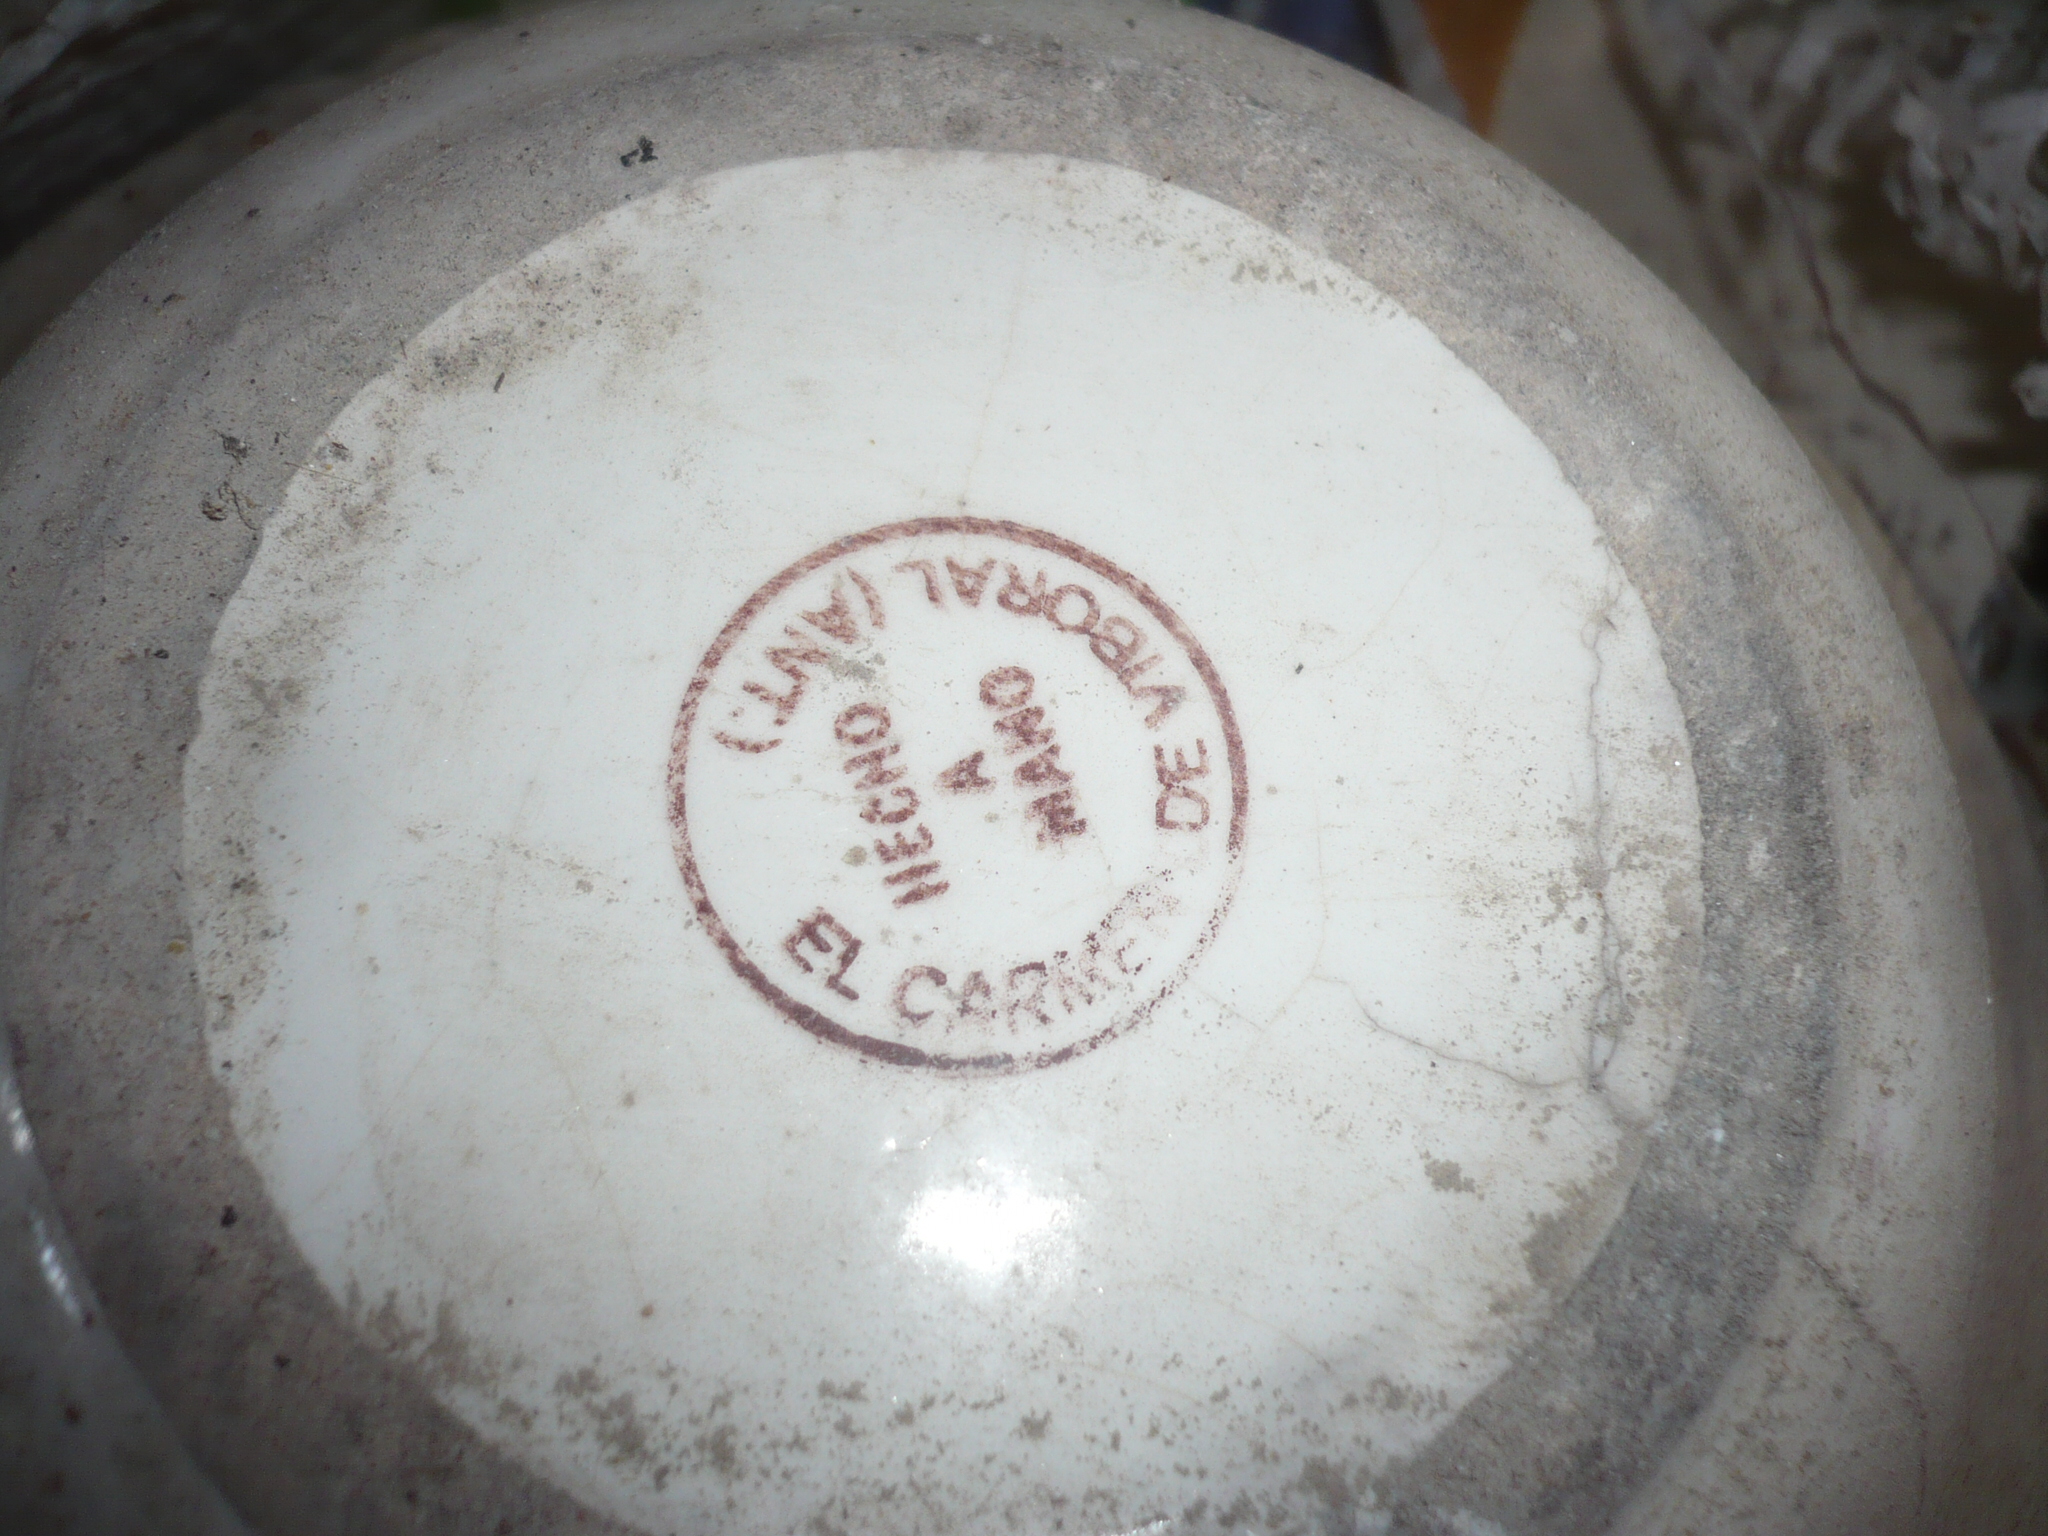 EL CARMEN DE VIBORAL (ANT.)
HECHO
A
MANO